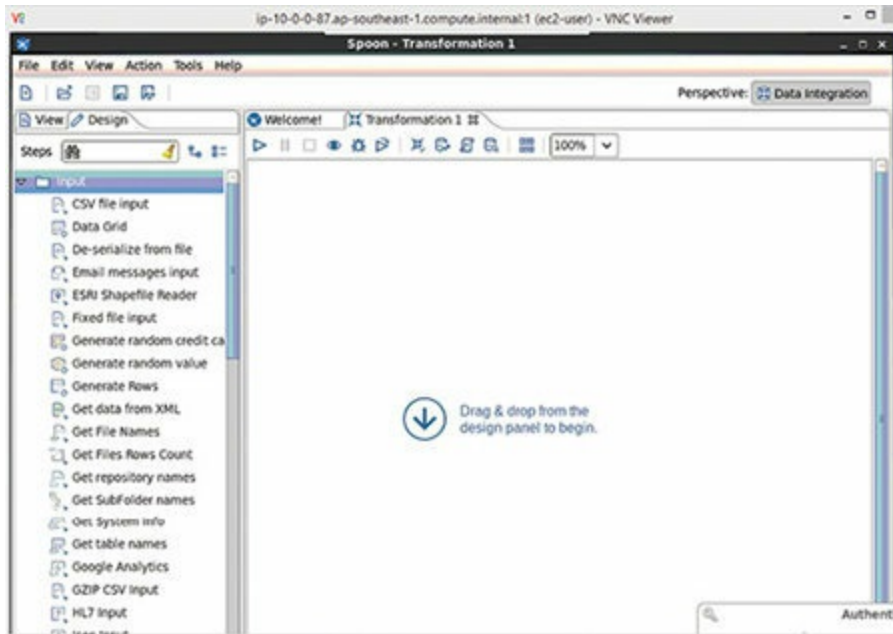 ip-10-0-0-87.ap-southeast-1.compute.internal:1 (ec2-user) - VNC Viewer
Spoon - Transformation 1
File Edit View Action Tools Help
Perspective: Data Integration
View Design
Welcome! Transformation 1
Steps
100%
Input
CSV file input
Data Grid
De-serialize from file
Email messages input
ESRI Shapefile Reader
Fixed file input
Generate random credit ca
Generate random value
Generate Rows
Get data from XML
Get File Names
Get Files Rows Count
Get repository names
Get SubFolder names
Get System Info
Get table names
Google Analytics
GZIP CSV Input
HL7 Input
Drag & drop from the
design panel to begin.
Authent